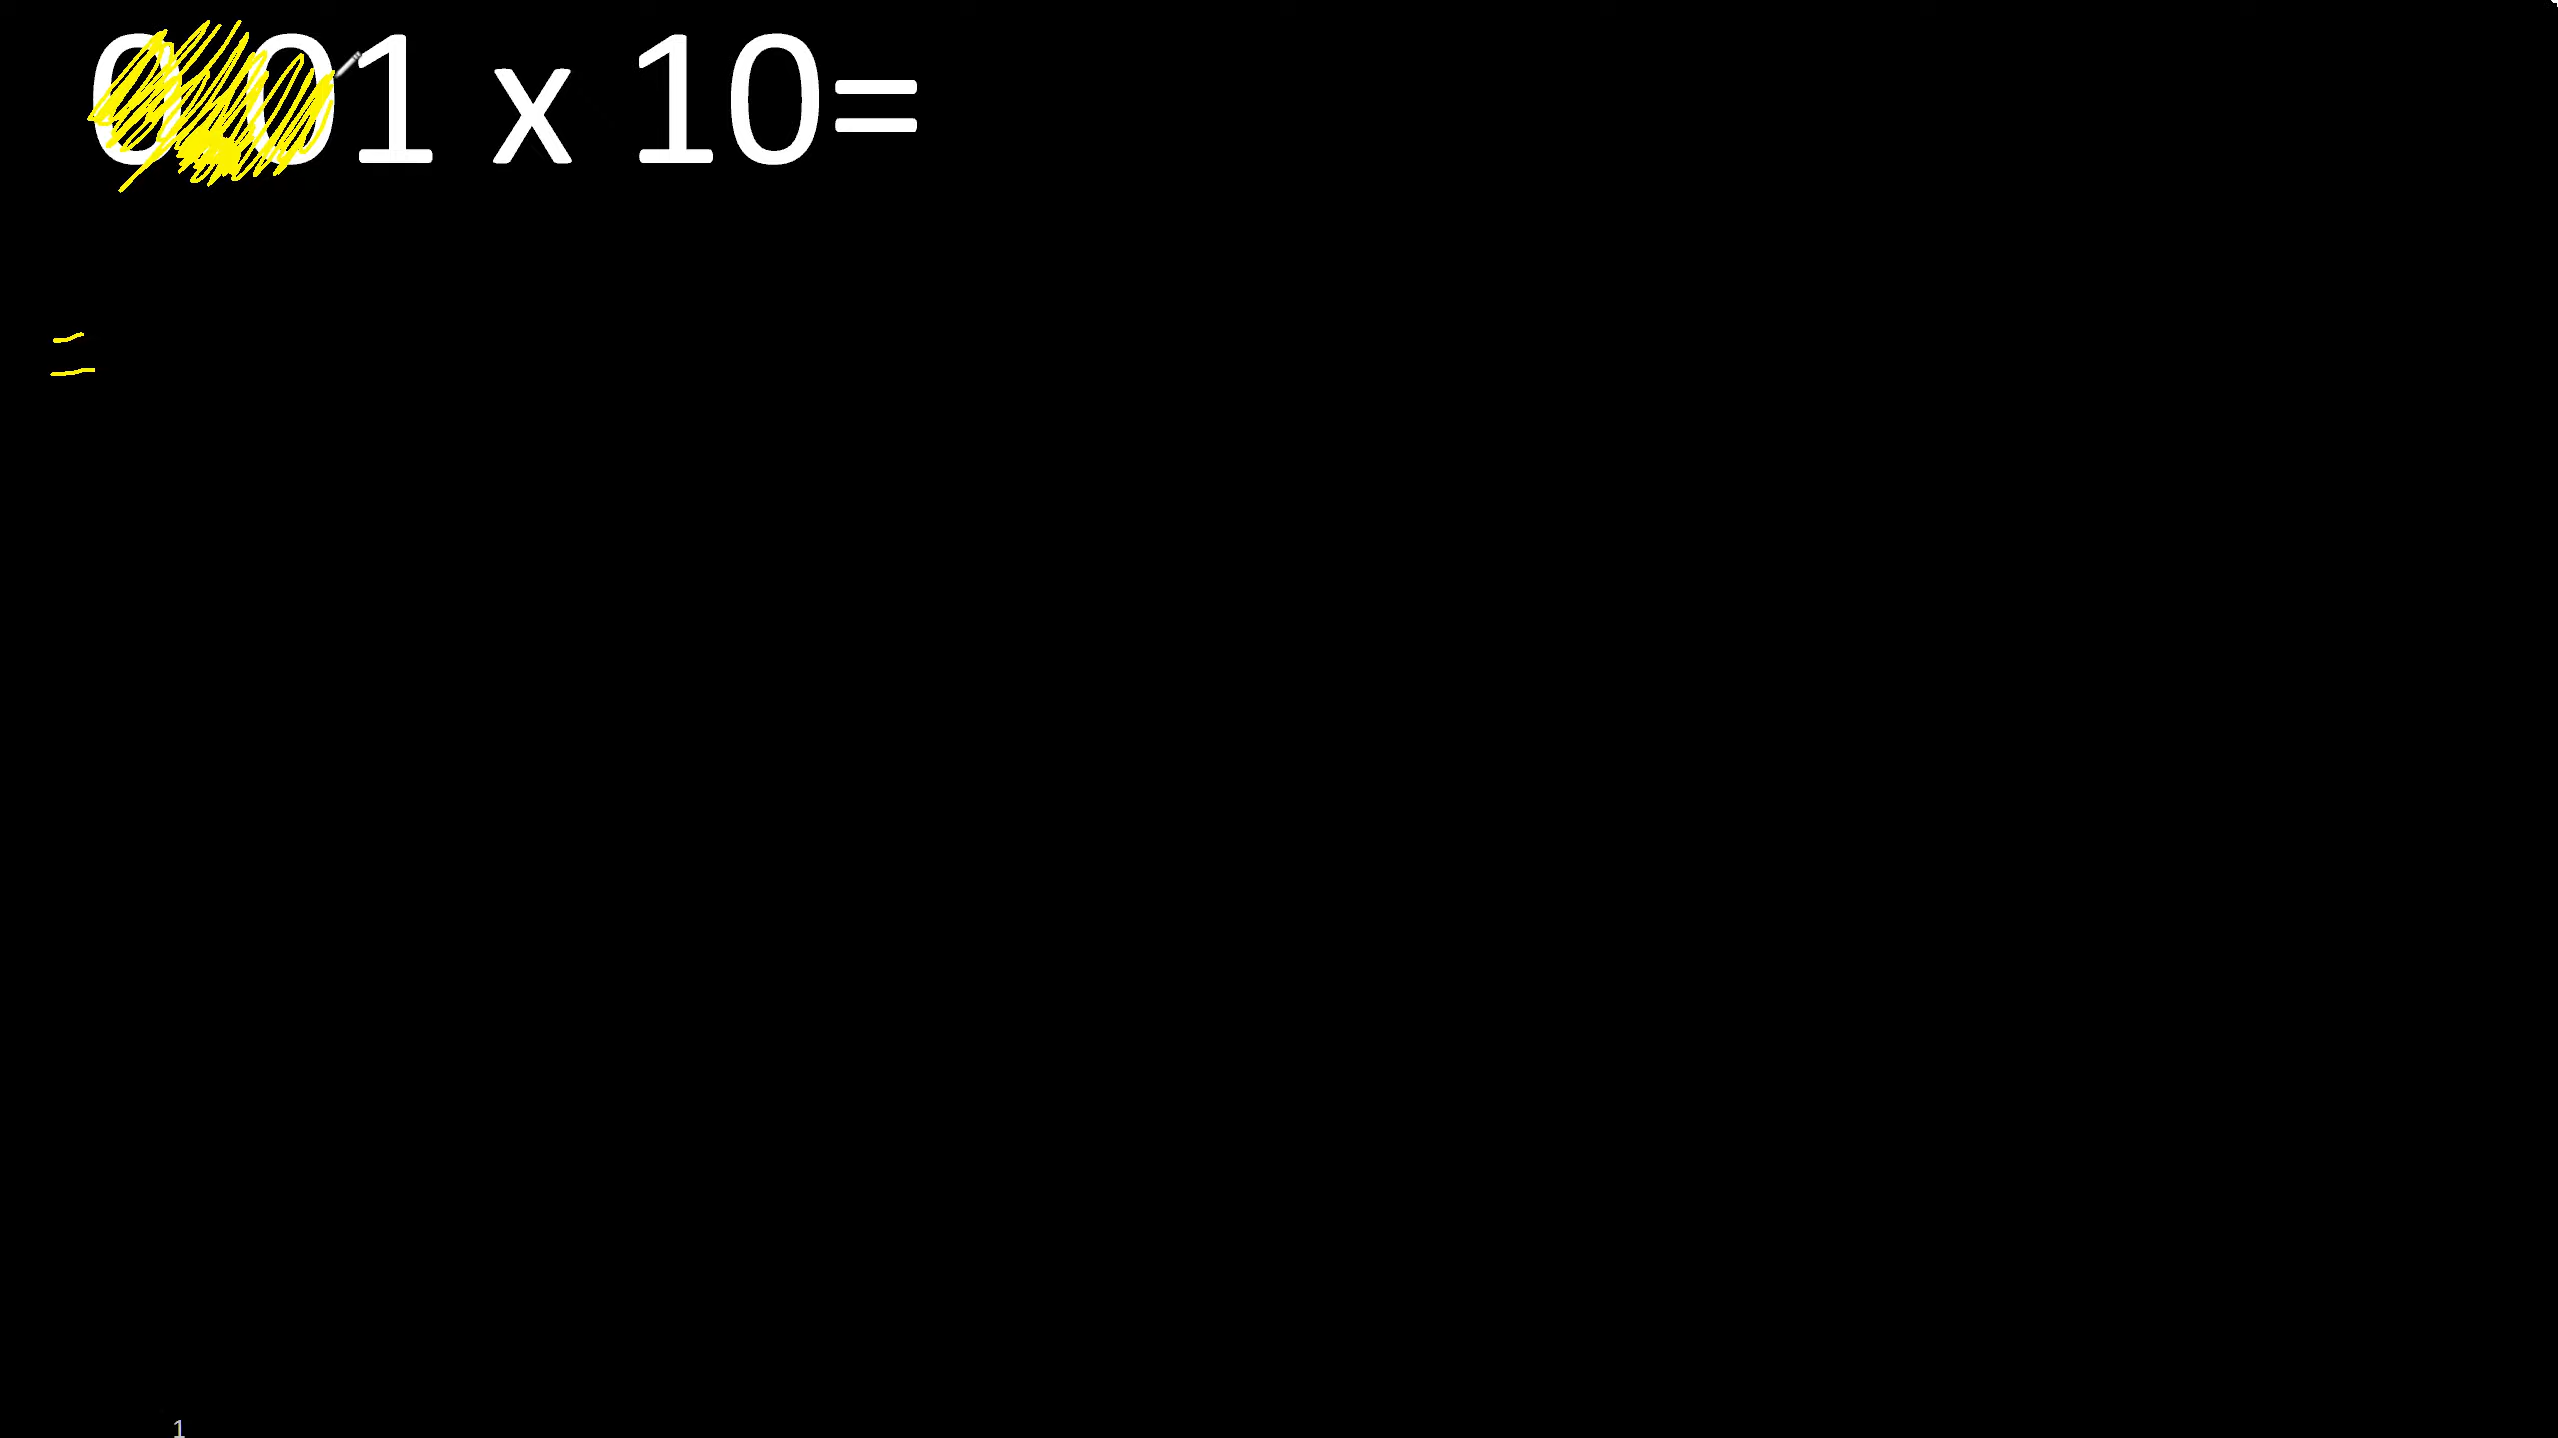 0.01 x 10=
=
1